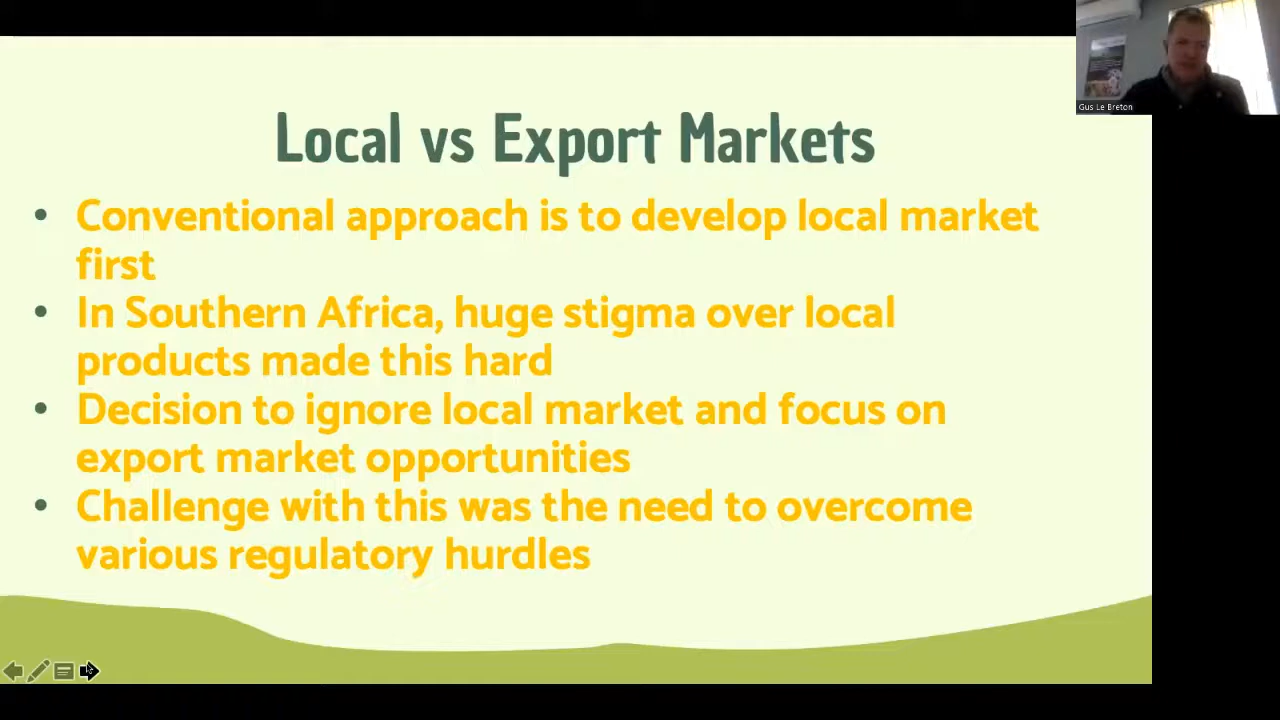 Local vs Export Markets
• Conventional approach is to develop local market
first
• In Southern Africa, huge stigma over local
products made this hard
• Decision to ignore local market and focus on
export market opportunities
• Challenge with this was the need to overcome
various regulatory hurdles
Gus Le Breton